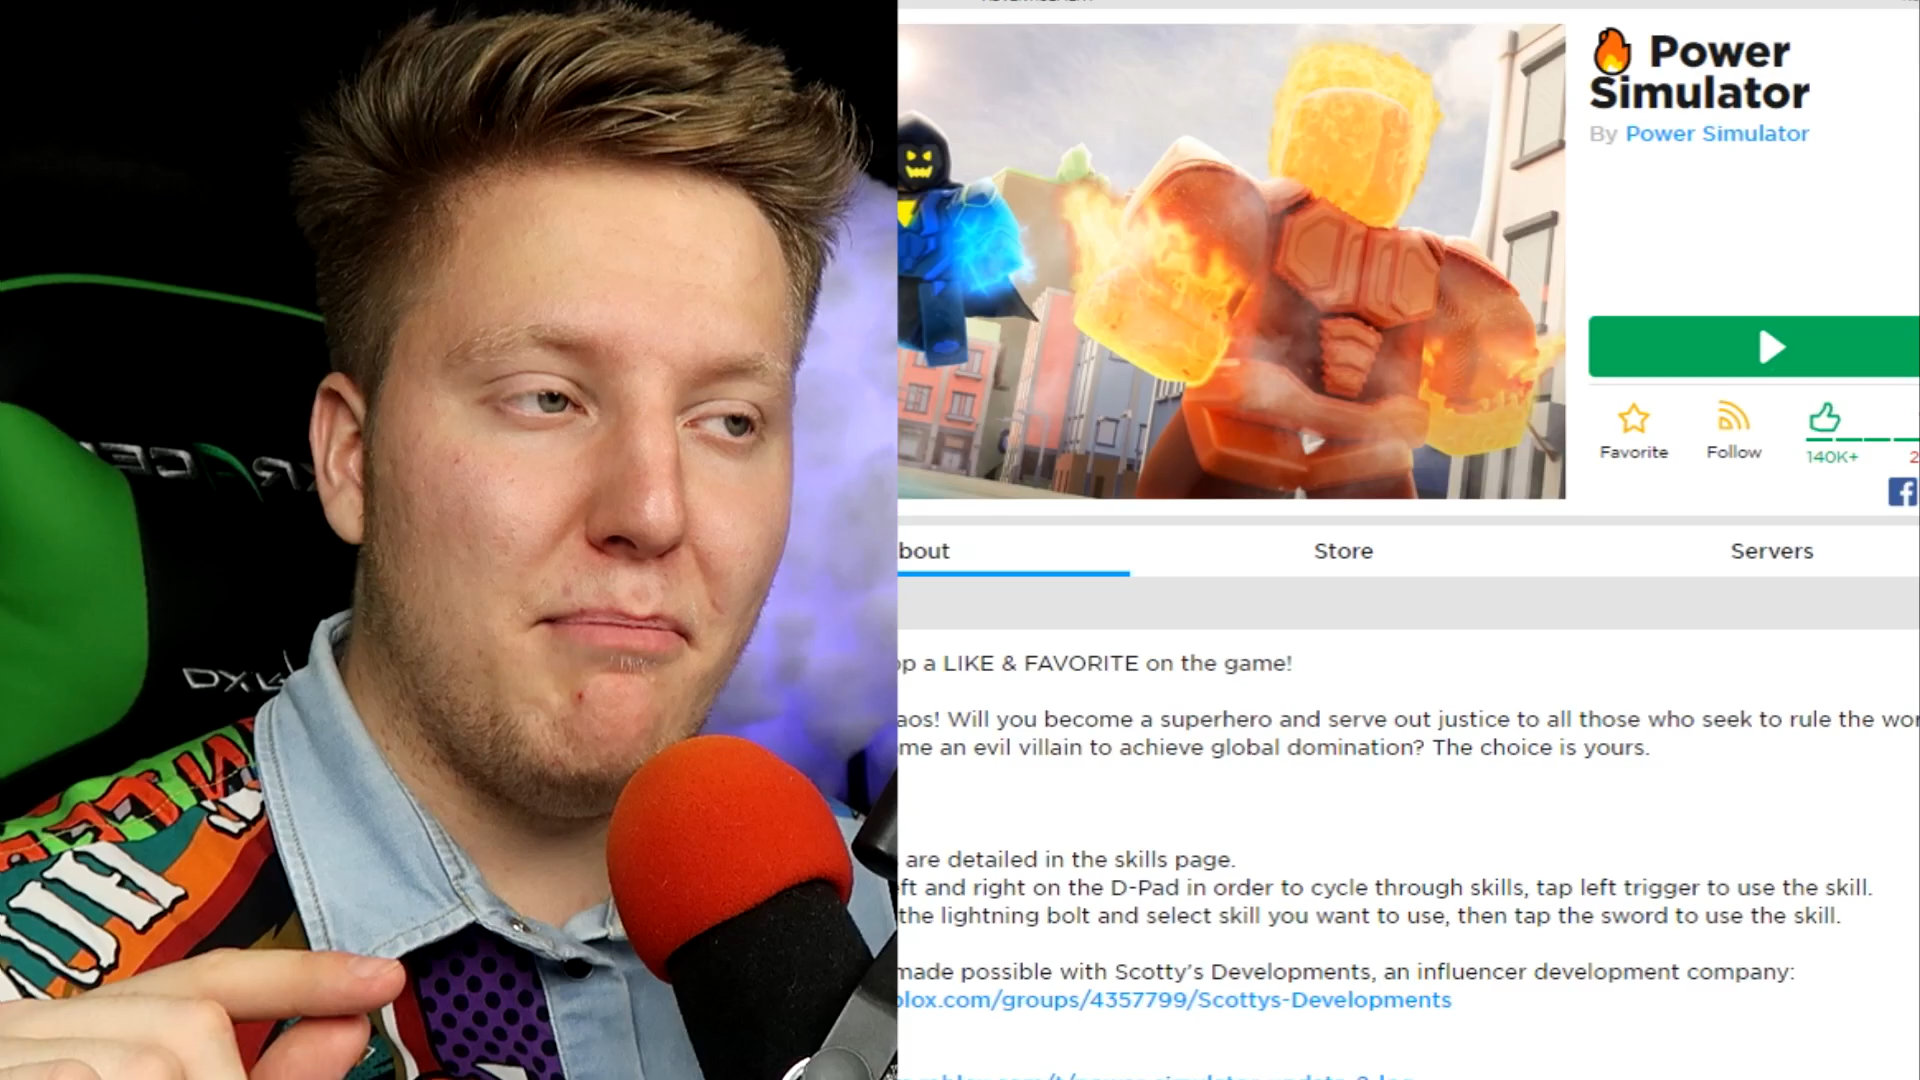 Power
Simulator
By Power Simulator
Favorite
Follow
140K+
2
bout
Store
Servers
op a LIKE & FAVORITE on the game!
aos! Will you become a superhero and serve out justice to all those who seek to rule the wor
me an evil villain to achieve global domination? The choice is yours.
are detailed in the skills page.
eft and right on the D-Pad in order to cycle through skills, tap left trigger to use the skill.
the lightning bolt and select skill you want to use, then tap the sword to use the skill.
made possible with Scotty's Developments, an influencer development company:
blox.com/groups/4357799/Scottys-Developments